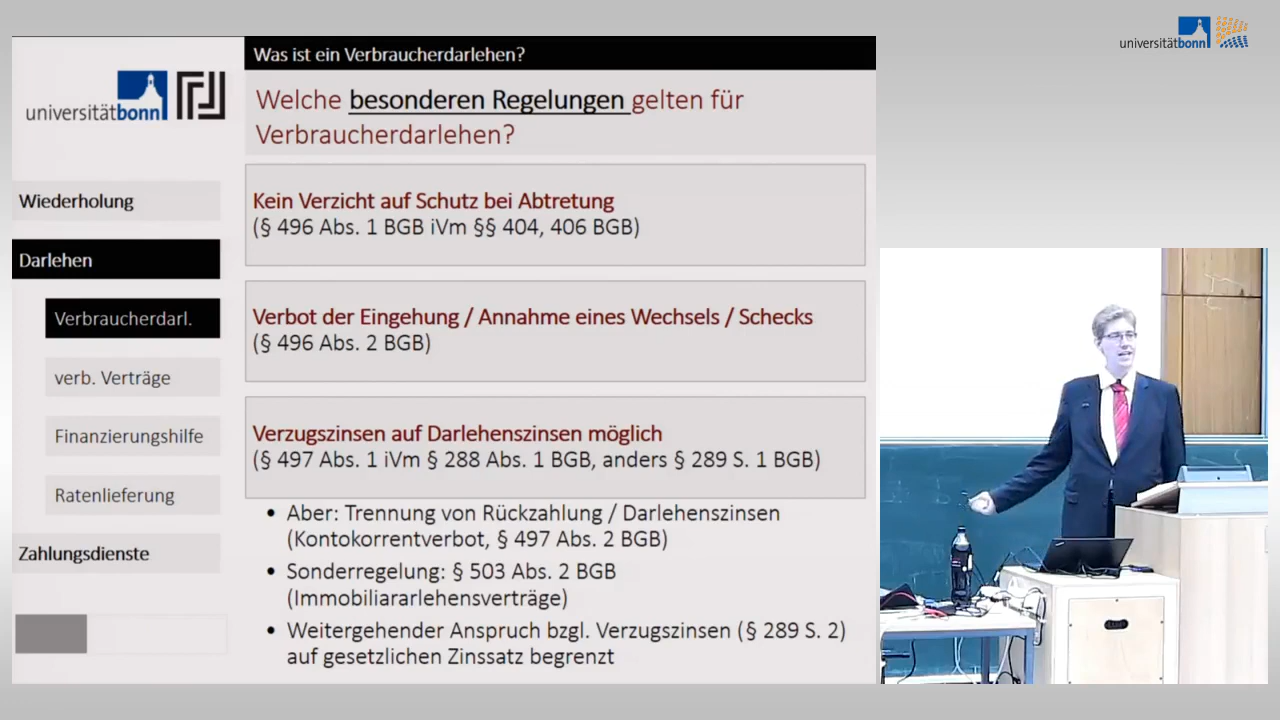 universitätbonn
Was ist ein Verbraucherdarlehen?
universitätbonn
Welche besonderen Regelungen gelten für
Verbraucherdarlehen?
Wiederholung
Darlehen
Verbraucherdarl.
verb. Verträge
Finanzierungshilfe
Ratenlieferung
Zahlungsdienste
Kein Verzicht auf Schutz bei Abtretung
(§ 496 Abs. 1 BGB iVm §§ 404, 406 BGB)
Verbot der Eingehung / Annahme eines Wechsels / Schecks
(§ 496 Abs. 2 BGB)
Verzugszinsen auf Darlehenszinsen möglich
(§ 497 Abs. 1 iVm § 288 Abs. 1 BGB, anders § 289 S. 1 BGB)
• Aber: Trennung von Rückzahlung / Darlehenszinsen
(Kontokorrentverbot, § 497 Abs. 2 BGB)
• Sonderregelung: § 503 Abs. 2 BGB
(Immobiliararlehensverträge)
• Weitergehender Anspruch bzgl. Verzugszinsen (§ 289 S. 2)
auf gesetzlichen Zinssatz begrenzt